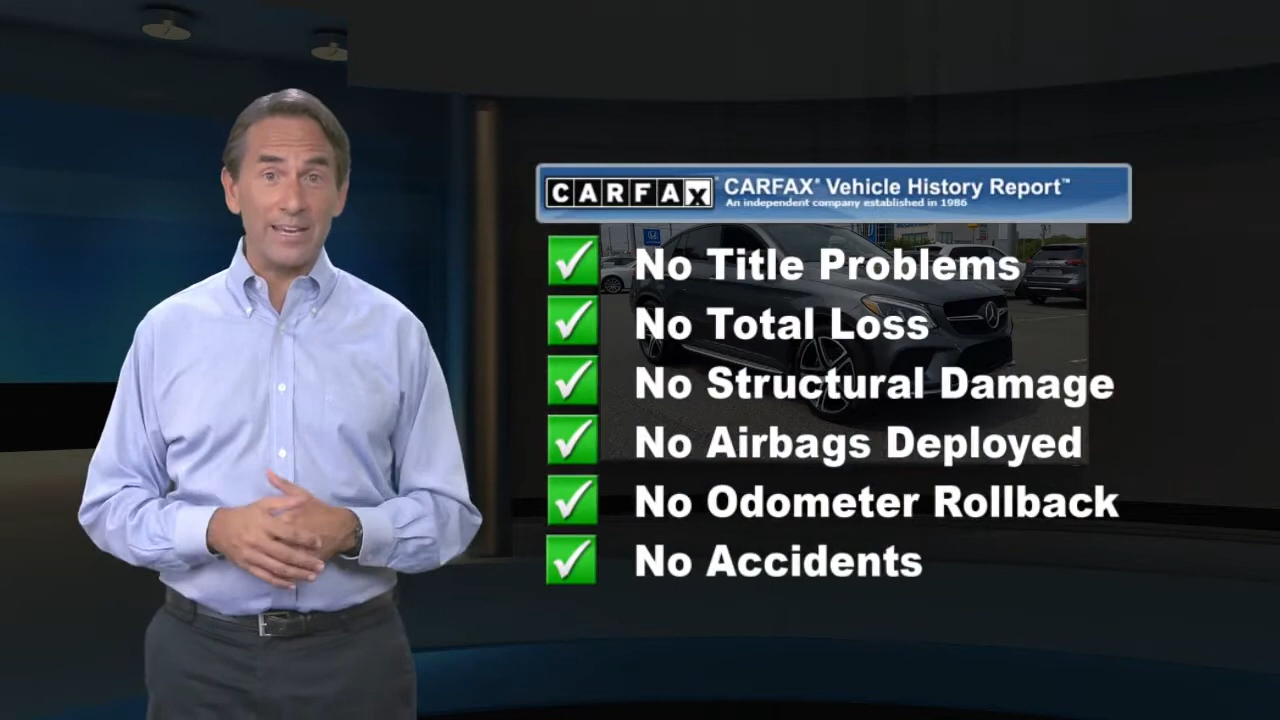 CARFAX
CARFAX® Vehicle History Report™
An independent company established in 1986
No Title Problems
No Total Loss
No Structural Damage
No Airbags Deployed
No Odometer Rollback
No Accidents